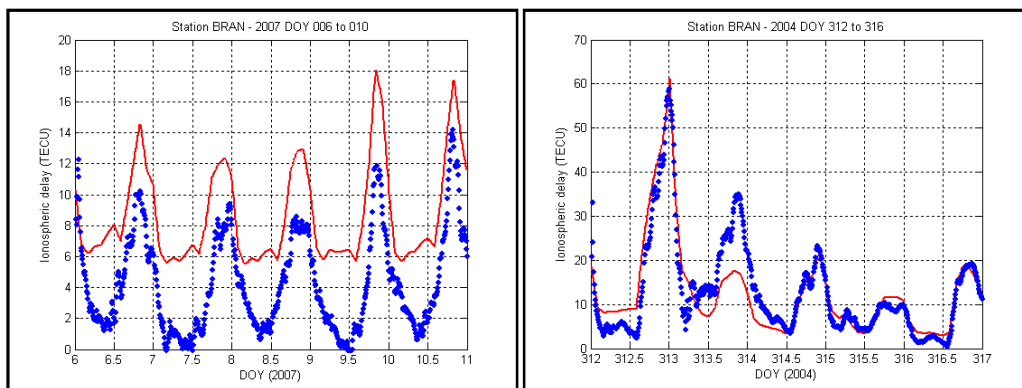 Station BRAN - 2007 DOY 006 to 010
Ionospheric delay (TECU)
20
18
16
14
12
10
8
6
4
2
0
6 6.5 7 7.5 8 8.5 9 9.5 10 10.5 11
DOY (2007)
Station BRAN - 2004 DOY 312 to 316
Ionospheric delay (TECU)
70
60
50
40
30
20
10
0
312 312.5 313 313.5 314 314.5 315 315.5 316 316.5 317
DOY (2004)